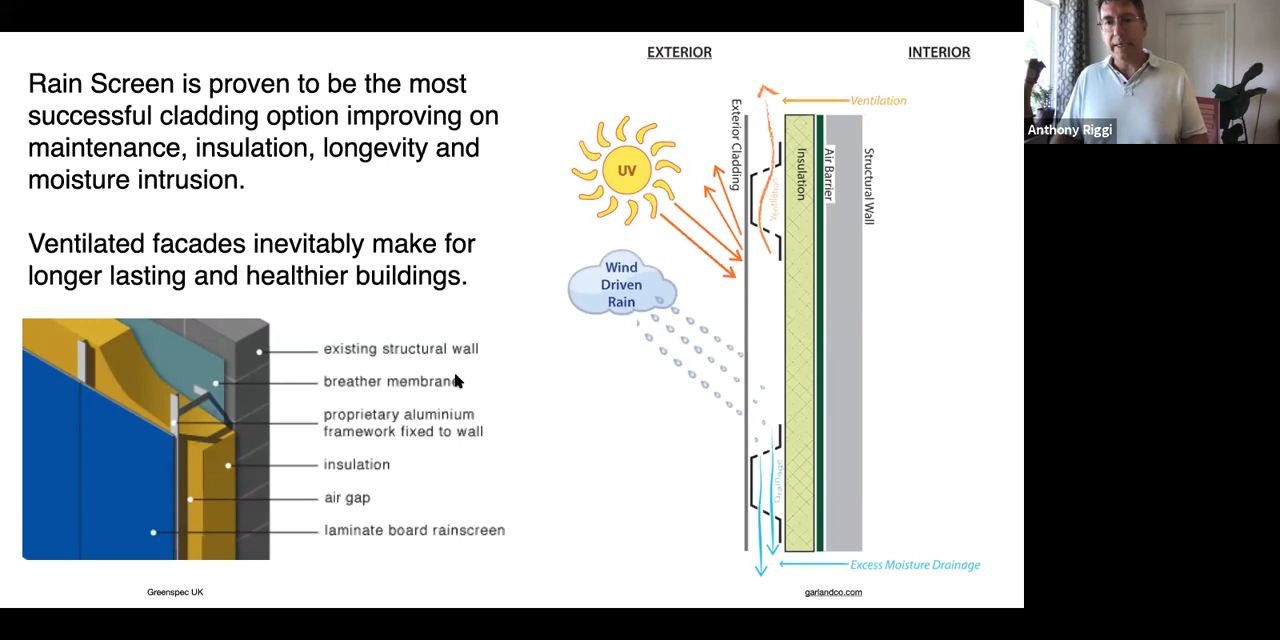 Rain Screen is proven to be the most
successful cladding option improving on
maintenance, insulation, longevity and
moisture intrusion.
Ventilated facades inevitably make for
longer lasting and healthier buildings.
existing structural wall
breather membrane
proprietary aluminium
framework fixed to wall
insulation
air gap
laminate board rainscreen
Greenspec UK
EXTERIOR
INTERIOR
Ventilation
Exterior Cladding
Ventilation
Insulation
Air Barrier
Structural Wall
UV
Wind
Driven
Rain
Drainage
Excess Moisture Drainage
garlandco.com
Anthony Riggi